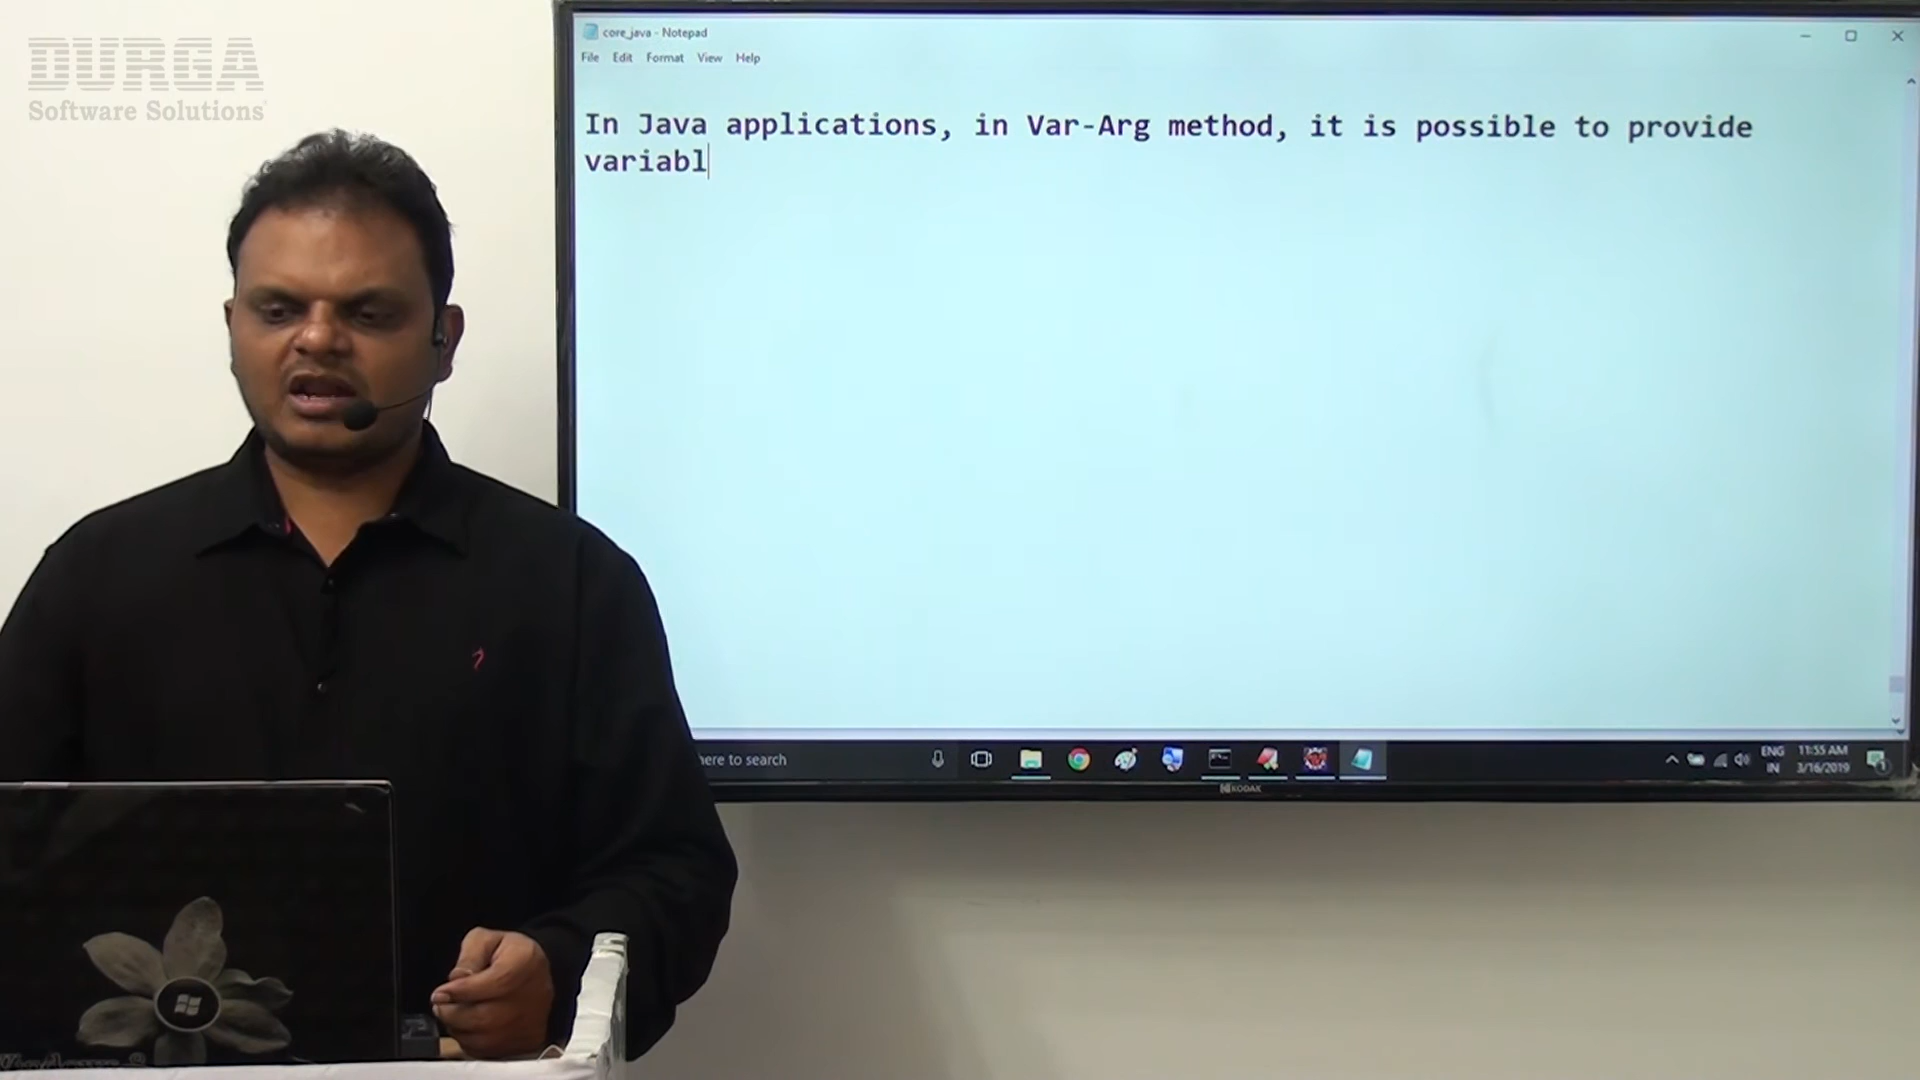 DURGA
Software Solutions
core_java - Notepad
File Edit Format View Help
In Java applications, in Var-Arg method, it is possible to provide
variabl
here to search
ENG
IN
11:35 AM
3/16/2019
KODAK